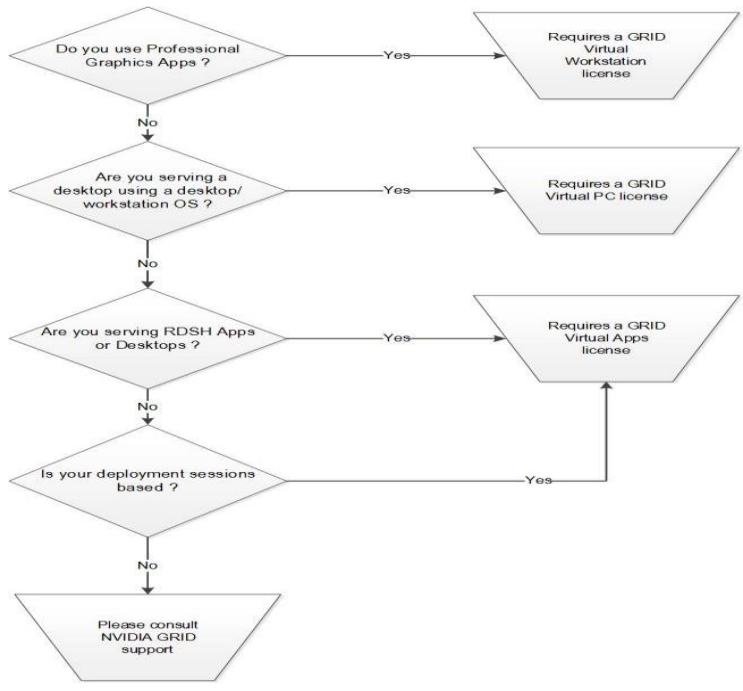 Do you use Professional
Graphics Apps ?
Yes
Requires a GRID
Virtual
Workstation
license
No
Are you serving a
desktop using a desktop/
workstation OS ?
Yes
Requires a GRID
Virtual PC license
No
Are you serving RDSH Apps
or Desktops ?
Yes
Requires a GRID
Virtual Apps
license
No
Is your deployment sessions
based ?
Yes
No
Please consult
NVIDIA GRID
support